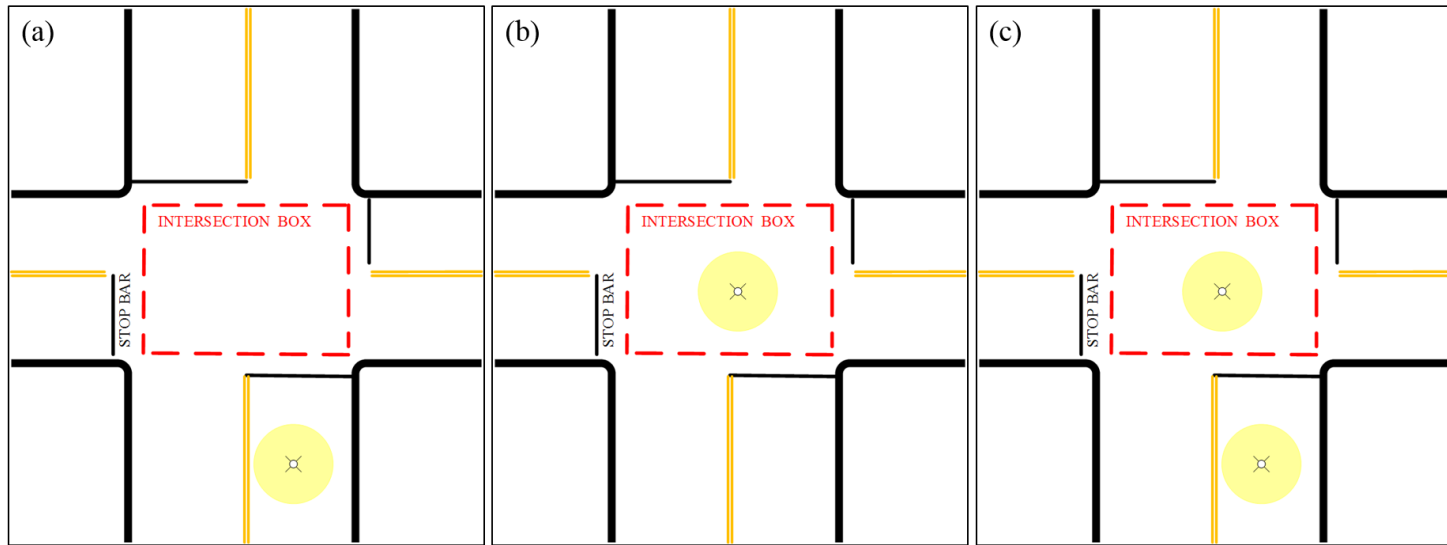 (a)
INTERSECTION BOX
STOP BAR
(b)
INTERSECTION BOX
STOP BAR
(c)
INTERSECTION BOX
STOP BAR